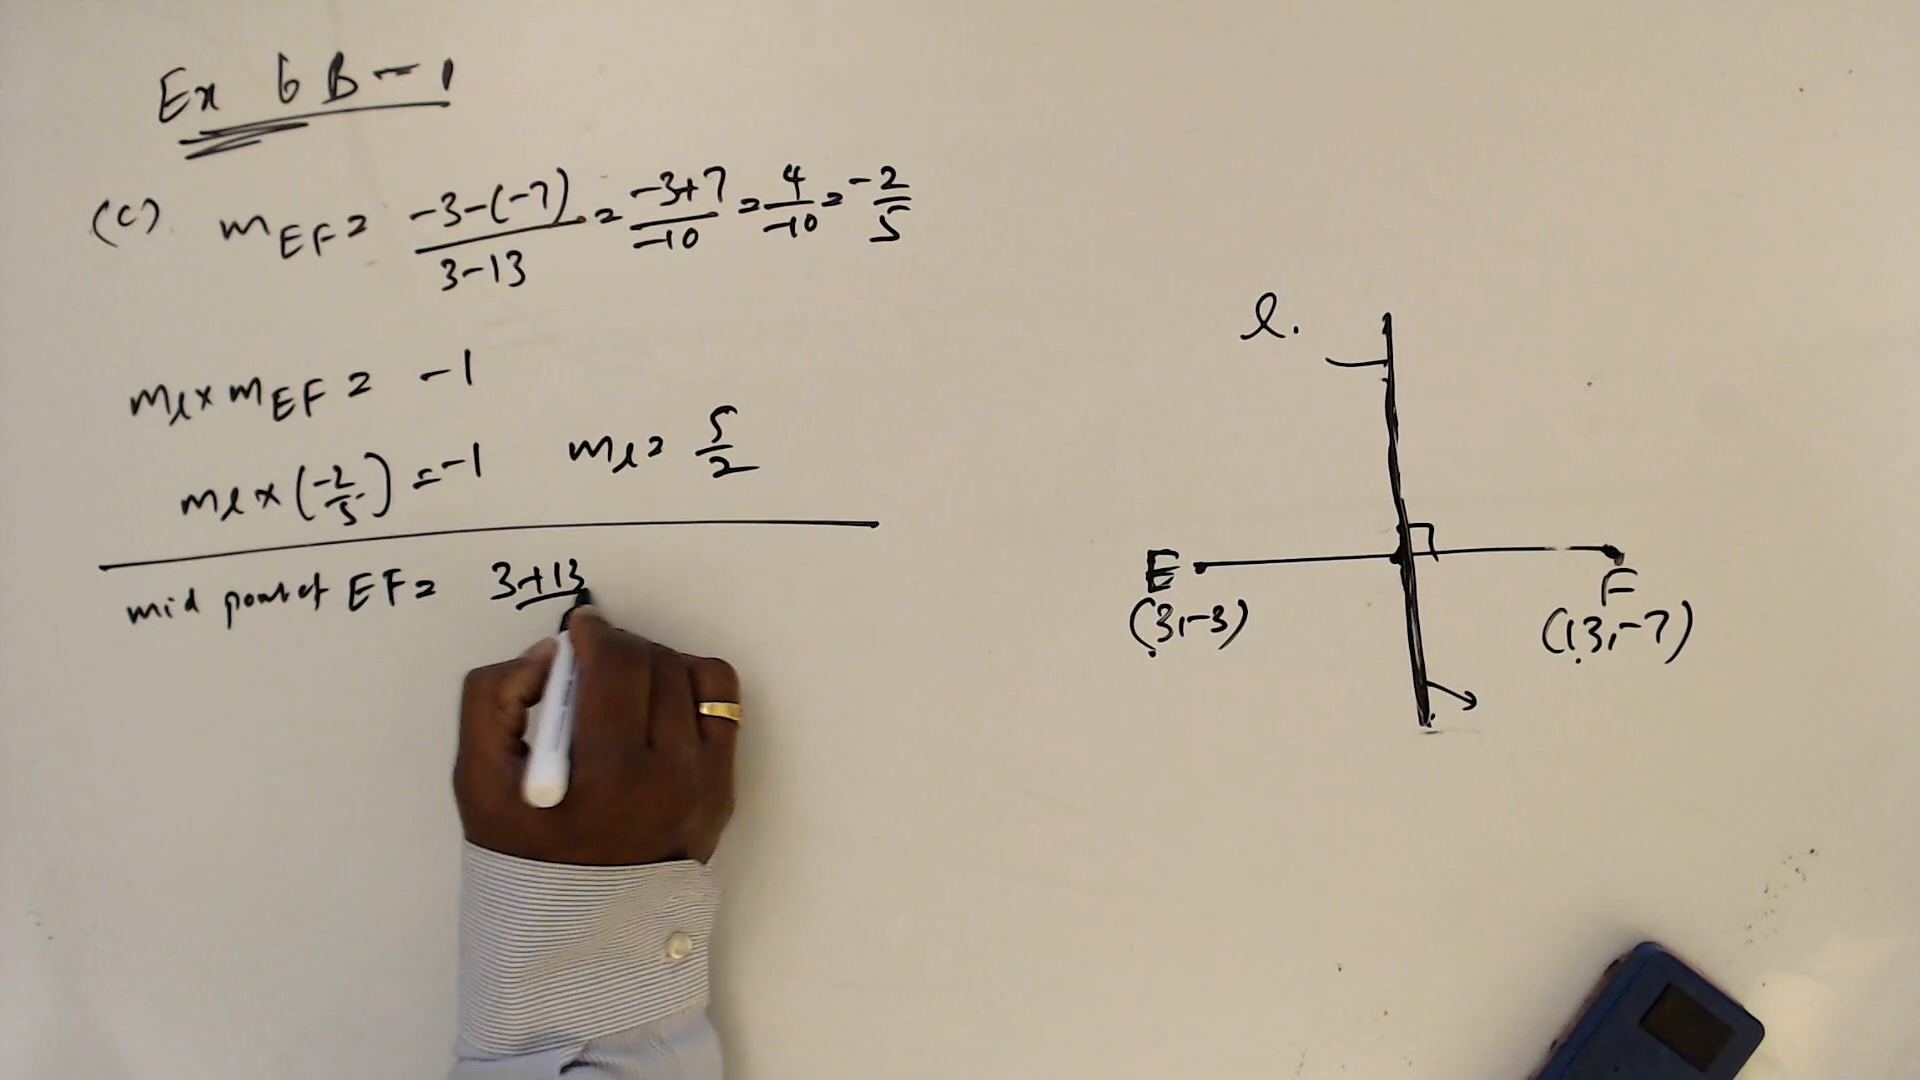 Ex 6B-1
(c) m_EF = -3-(-7)/3-13 = -3+7/-10 = 4/-10 = -2/5
m_l × m_EF = -1
m_l × (-2/5) = -1 m_l = 5/2
mid point of EF = 3+13
l.
E
(3,-3)
F
(13,-7)